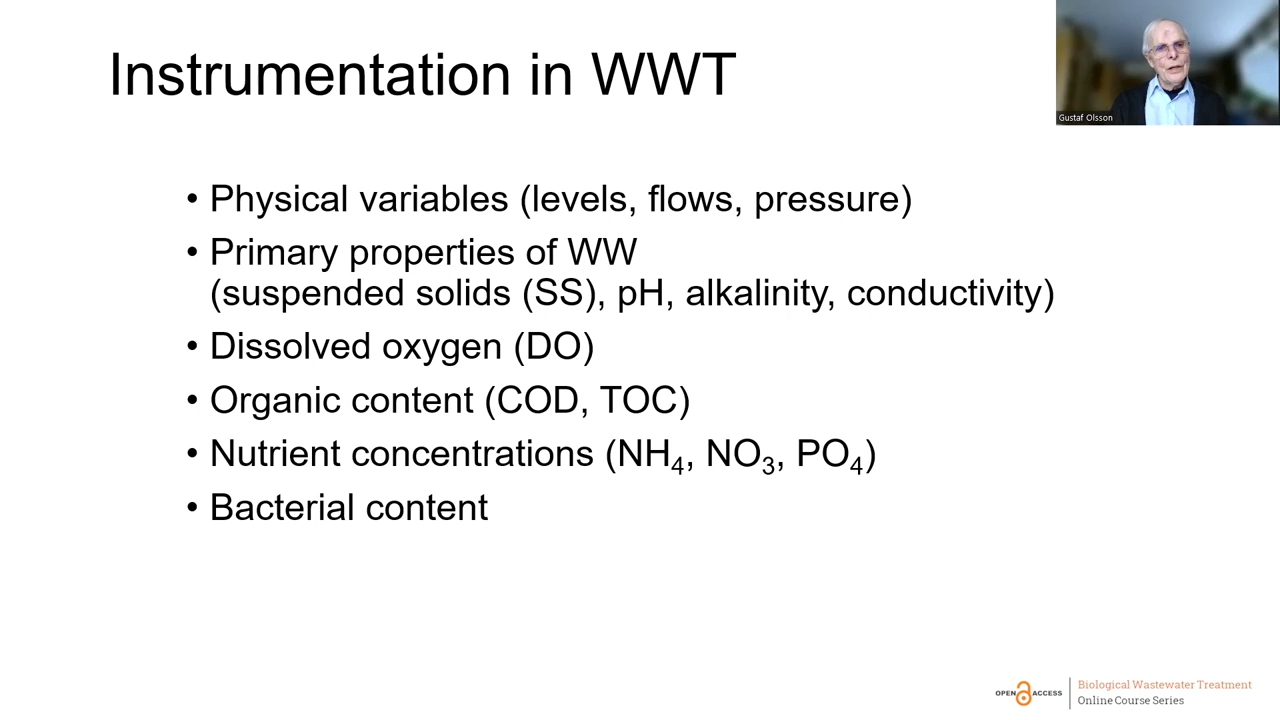 Instrumentation in WWT
Gustaf Olsson
• Physical variables (levels, flows, pressure)
• Primary properties of WW
(suspended solids (SS), pH, alkalinity, conductivity)
• Dissolved oxygen (DO)
• Organic content (COD, TOC)
• Nutrient concentrations (NH₄, NO₃, PO₄)
• Bacterial content
OPEN ACCESS
Biological Wastewater Treatment
Online Course Series